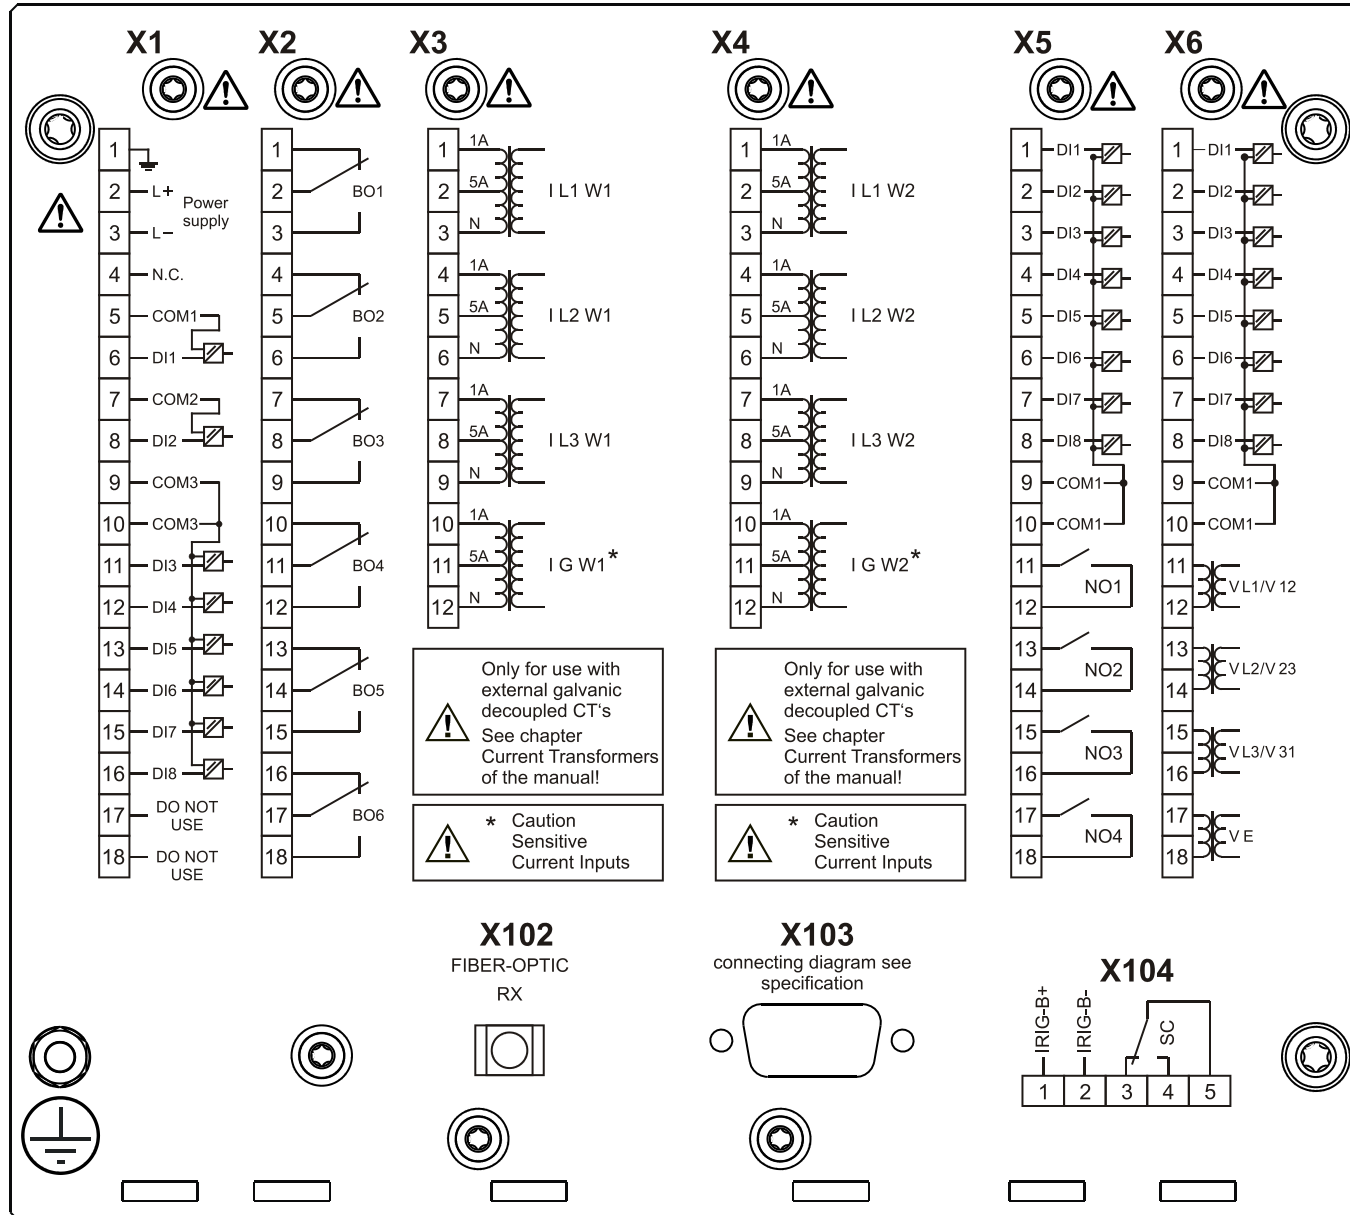 X1 X2 X3 X4 X5 X6
1
2 L+
3 L–
Power
supply
4 N.C.
5 COM1
6 DI1
7 COM2
8 DI2
9 COM3
10 COM3
11 DI3
12 DI4
13 DI5
14 DI6
15 DI7
16 DI8
17 DO NOT
USE
18 DO NOT
USE
1
2 BO1
3
4
5 BO2
6
7
8 BO3
9
10
11 BO4
12
13
14 BO5
15
16
17 BO6
18
1 1A
2 5A I L1 W1
3 N
4 1A
5 5A I L2 W1
6 N
7 1A
8 5A I L3 W1
9 N
10 1A
11 5A I G W1*
12 N
Only for use with
external galvanic
decoupled CT‘s
See chapter
Current Transformers
of the manual!
* Caution
Sensitive
Current Inputs
1 1A
2 5A I L1 W2
3 N
4 1A
5 5A I L2 W2
6 N
7 1A
8 5A I L3 W2
9 N
10 1A
11 5A I G W2*
12 N
Only for use with
external galvanic
decoupled CT‘s
See chapter
Current Transformers
of the manual!
* Caution
Sensitive
Current Inputs
1 DI1
2 DI2
3 DI3
4 DI4
5 DI5
6 DI6
7 DI7
8 DI8
9 COM1
10 COM1
11
NO1
12
13
NO2
14
15
NO3
16
17
NO4
18
1 DI1
2 DI2
3 DI3
4 DI4
5 DI5
6 DI6
7 DI7
8 DI8
9 COM1
10 COM1
11
V L1/V 12
12
13
V L2/V 23
14
15
V L3/V 31
16
17
V E
18
X102
FIBER-OPTIC
RX
X103
connecting diagram see
specification
X104
IRIG-B+
IRIG-B-
SC
1 2 3 4 5